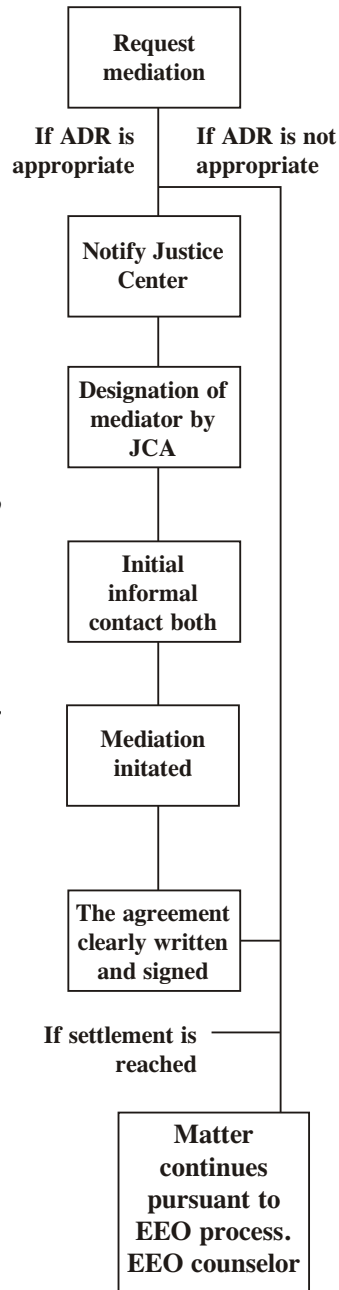 Request
mediation
If ADR is
appropriate
If ADR is not
appropriate
Notify Justice
Center
Designation of
mediator by
JCA
Initial
informal
contact both
Mediation
initated
The agreement
clearly written
and signed
If settlement is
reached
Matter
continues
pursuant to
EEO process.
EEO counselor